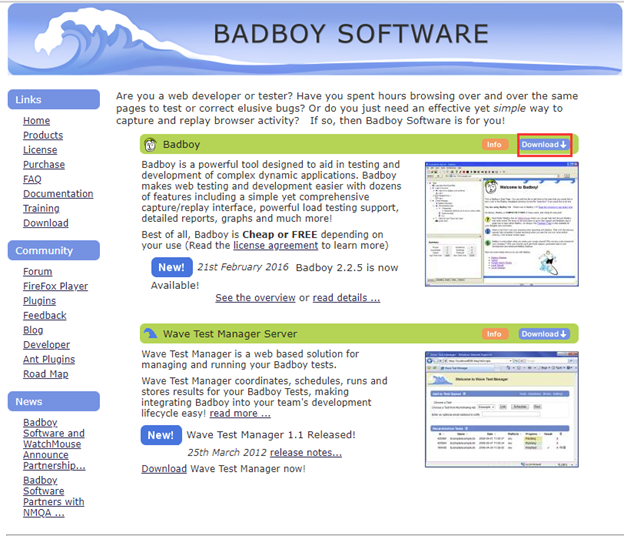 BADBOY SOFTWARE
Links
Home
Products
License
Purchase
FAQ
Documentation
Training
Download
Community
Forum
FireFox Player
Plugins
Feedback
Blog
Developer
Ant Plugins
Road Map
News
Badboy
Software and
WatchMouse
Announce
Partnership...
Badboy
Software
Partners with
NMQA ...
Are you a web developer or tester? Have you spent hours browsing over and over the same
pages to test or correct elusive bugs? Or do you just need an effective yet simple way to
capture and replay browser activity? If so, then Badboy Software is for you!
Badboy Info Download
Badboy is a powerful tool designed to aid in testing and
development of complex dynamic applications. Badboy
makes web testing and development easier with dozens
of features including a simple yet comprehensive
capture/replay interface, powerful load testing support,
detailed reports, graphs and much more!
Best of all, Badboy is Cheap or FREE depending on
your use (Read the license agreement to learn more)
New! 21st February 2016 Badboy 2.2.5 is now
Available!
See the overview or read details ...
Welcome to Badboy!
Wave Test Manager Server Info Download
Wave Test Manager is a web based solution for
managing and running your Badboy tests.
Wave Test Manager coordinates, schedules, runs and
stores results for your Badboy Tests, making
integrating Badboy into your team's development
lifecycle easy! read more ...
New! Wave Test Manager 1.1 Released!
25th March 2012 release notes...
Download Wave Test Manager now!
Welcome to Wave Test Manager